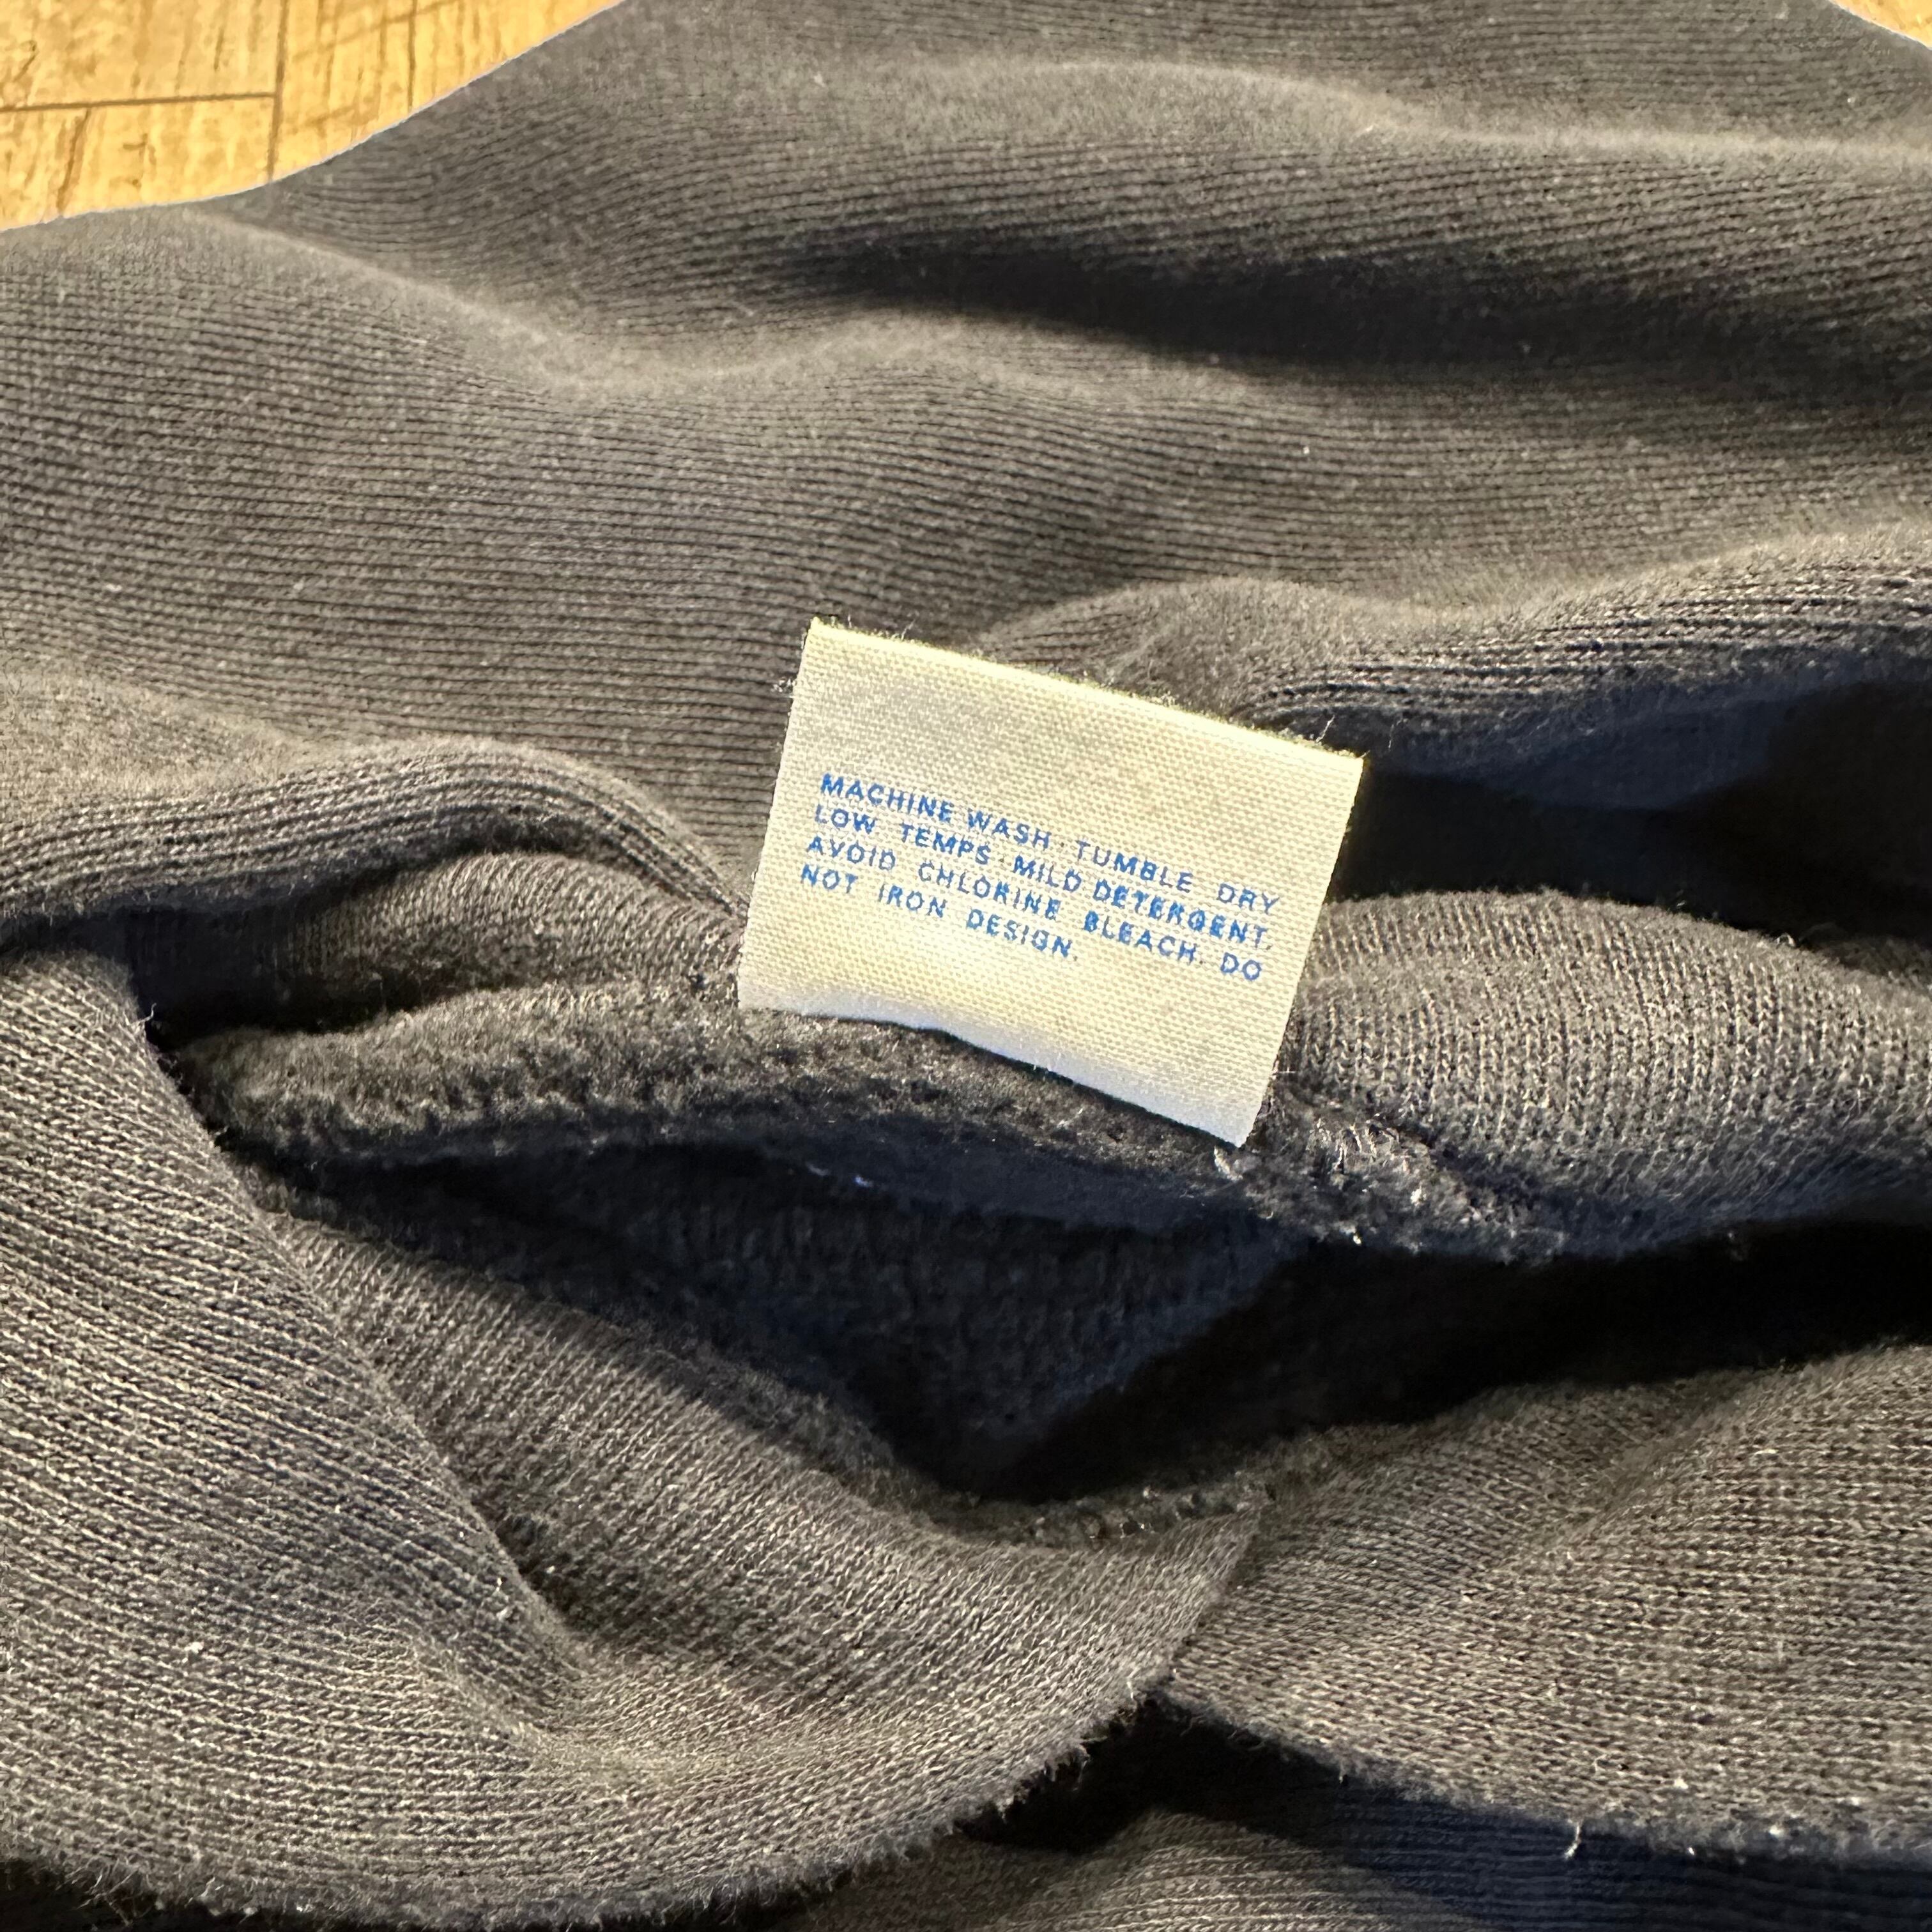 MACHINE WASH · TUMBLE DRY
LOW TEMPS · MILD DETERGENT.
AVOID CHLORINE BLEACH. DO
NOT IRON DESIGN.